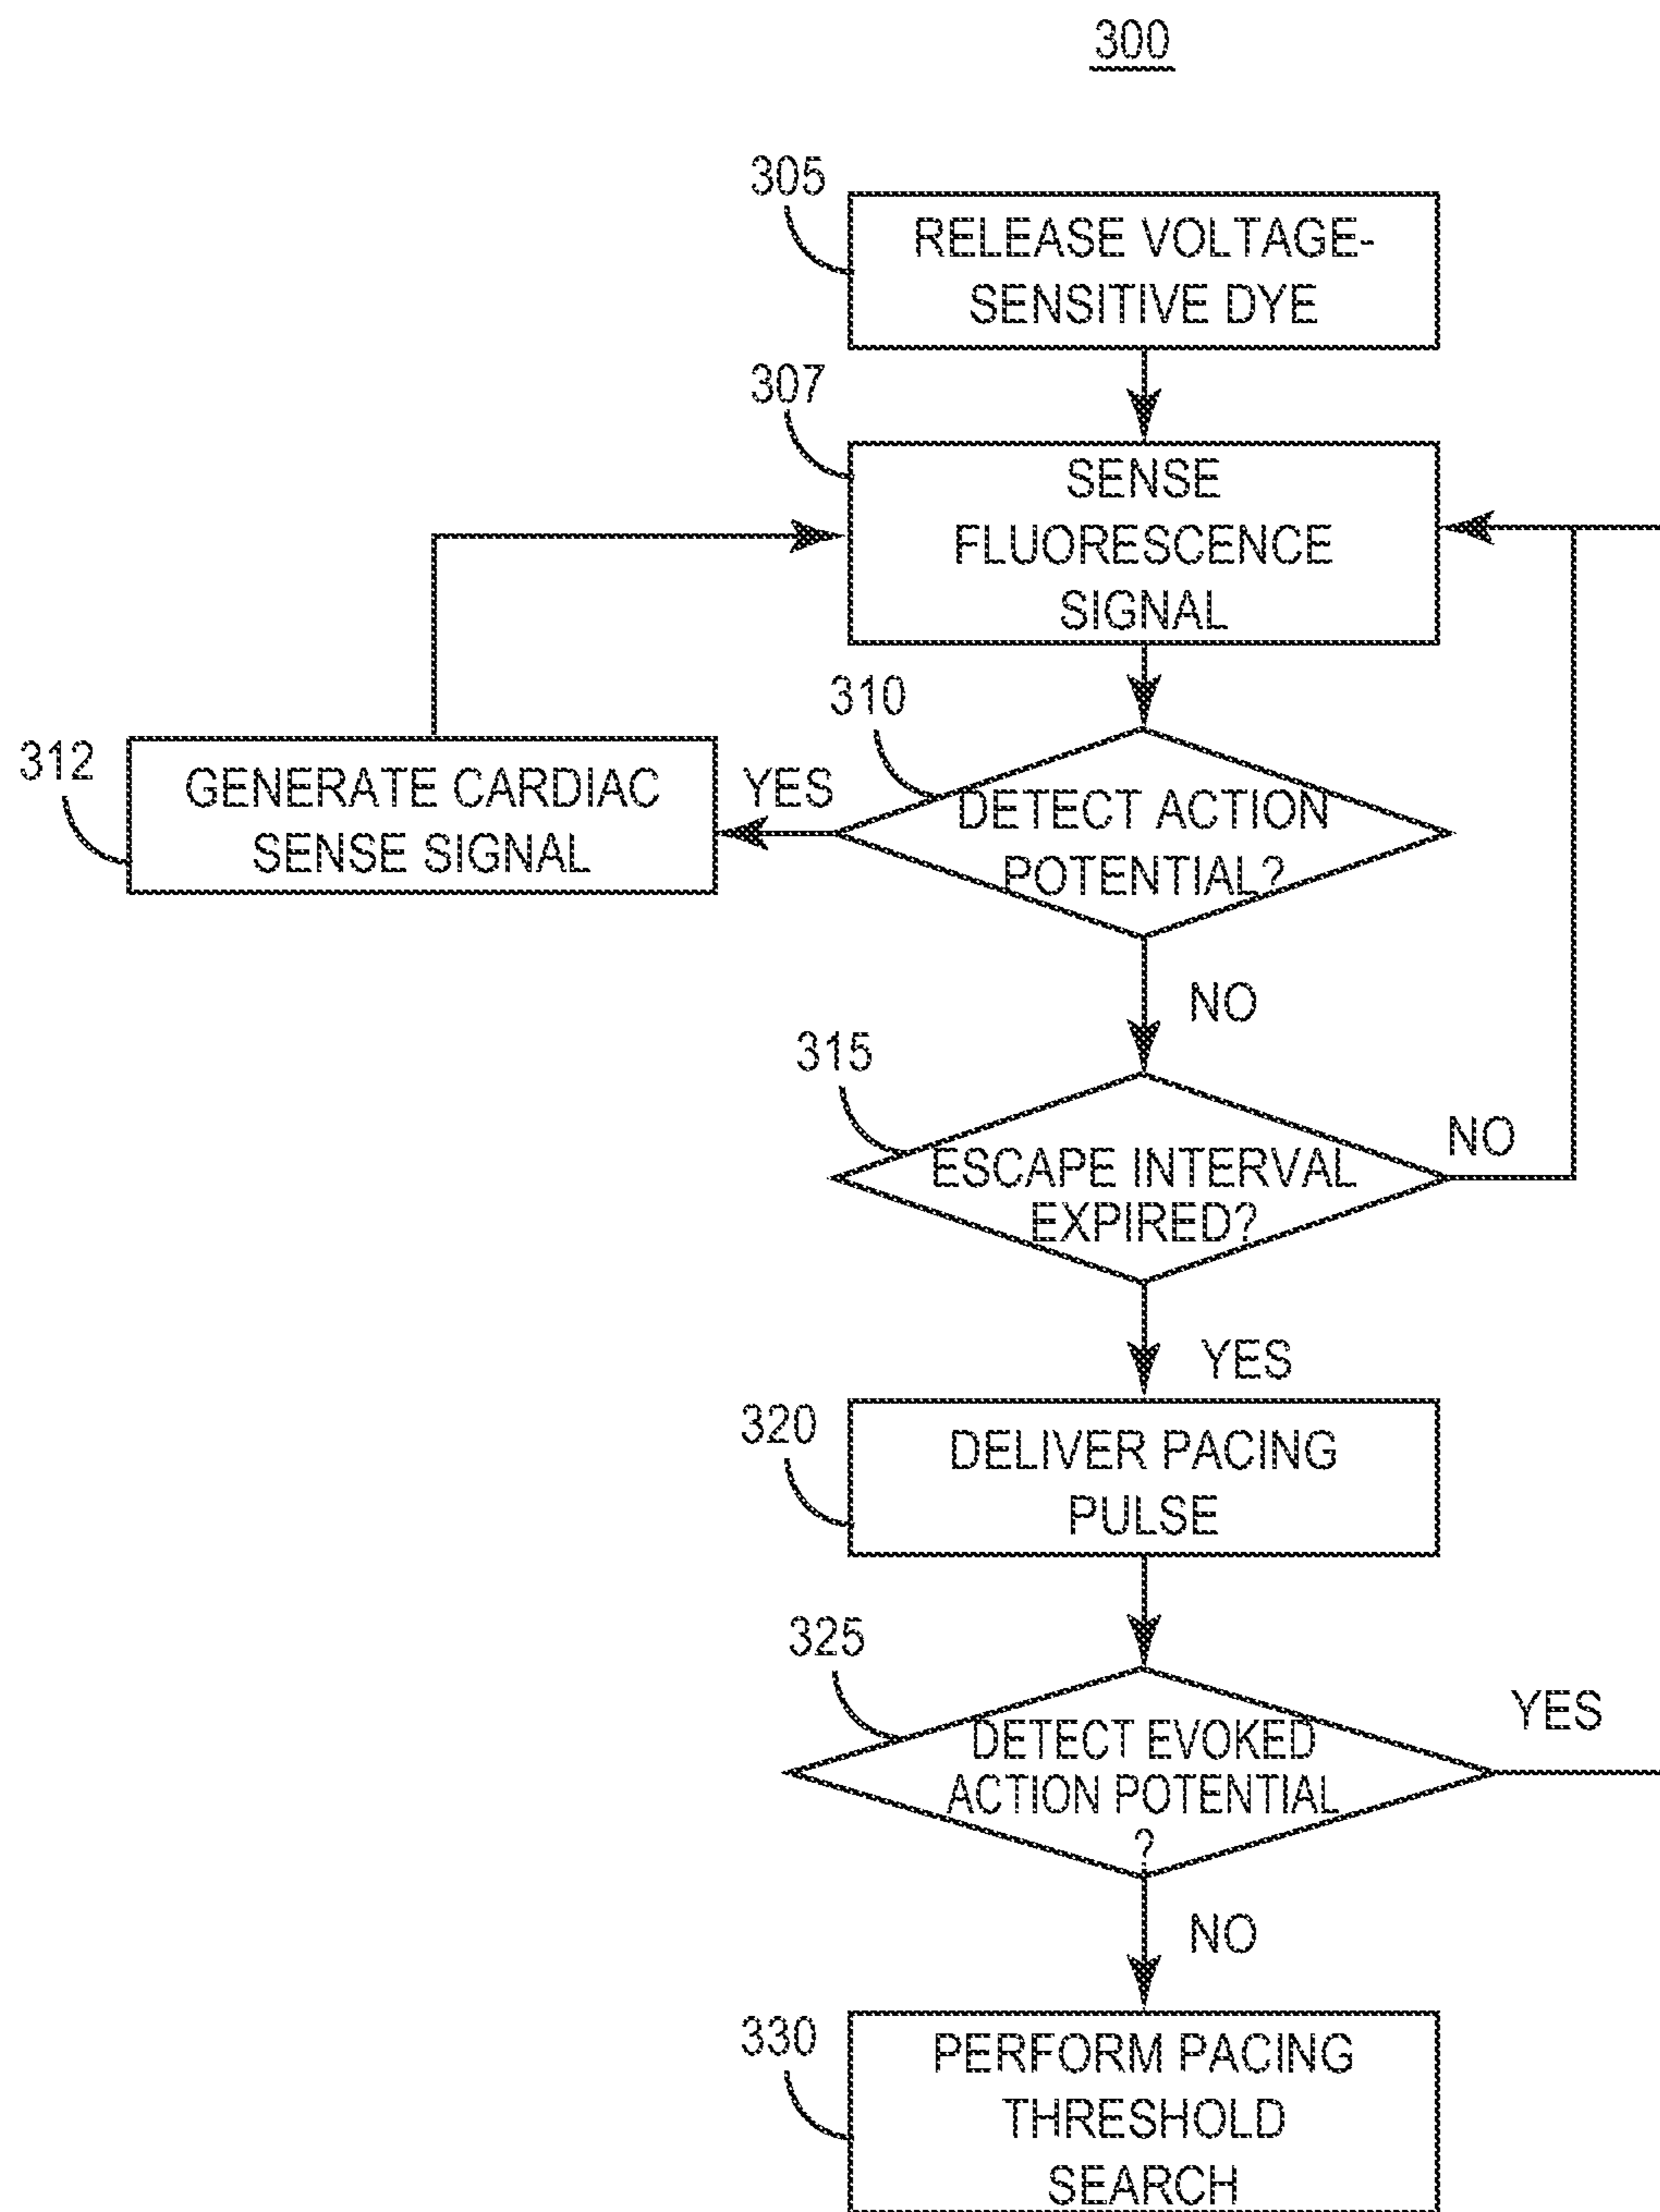 300
305
RELEASE VOLTAGE-
SENSITIVE DYE
307
SENSE
FLUORESCENCE
SIGNAL
310
312
GENERATE CARDIAC
SENSE SIGNAL
YES
DETECT ACTION
POTENTIAL?
NO
315
ESCAPE INTERVAL
EXPIRED?
NO
YES
320
DELIVER PACING
PULSE
325
DETECT EVOKED
ACTION POTENTIAL
?
YES
NO
330
PERFORM PACING
THRESHOLD
SEARCH